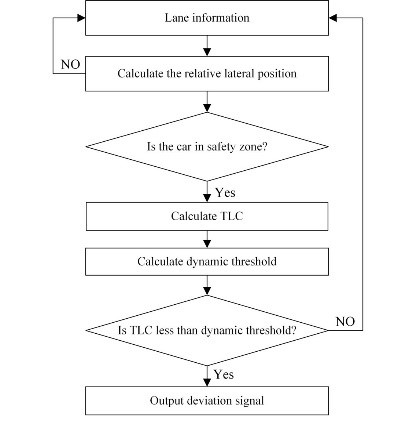 Lane information
NO
Calculate the relative lateral position
Is the car in safety zone?
Yes
Calculate TLC
Calculate dynamic threshold
NO
Is TLC less than dynamic threshold?
Yes
Output deviation signal